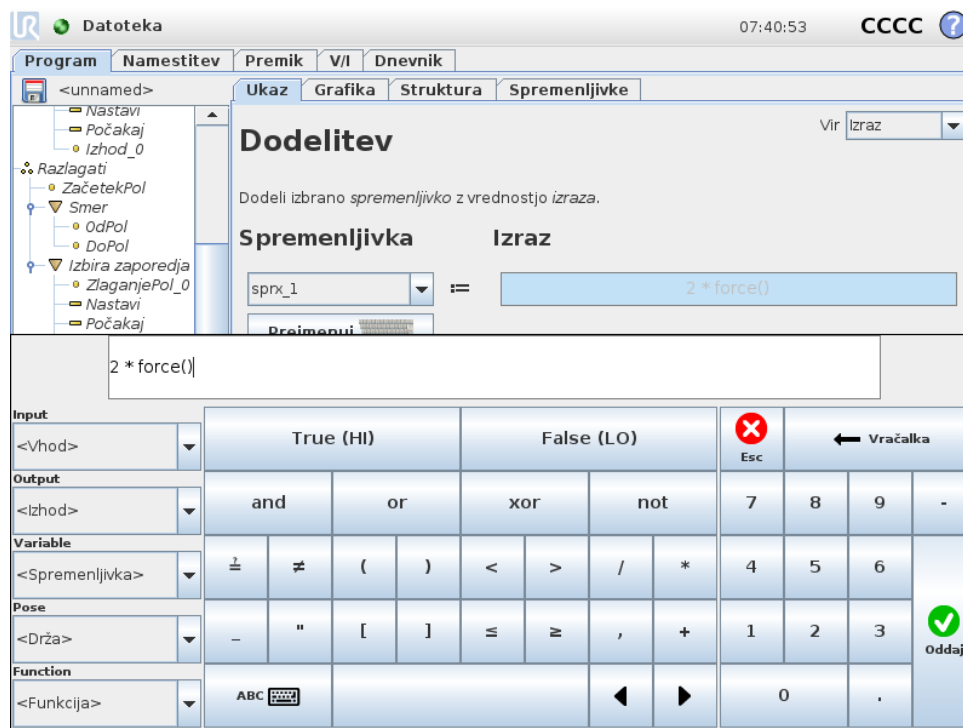 UR Datoteka 07:40:53 CCCC ?
Program Namestitev Premik V/I Dnevnik
<unnamed> Ukaz Grafika Struktura Spremenljivke
Nastavi
Počakaj
Izhod_0
Razlagati
ZačetekPol
Smer
OdPol
DoPol
Izbira zaporedja
ZlaganjePol_0
Nastavi
Počakaj
Dodelitev
Vir Izraz
Dodeli izbrano spremenljivko z vrednostjo izraza.
Spremenljivka Izraz
sprx_1 := 2 * force()
Preimenuj
2 * force()
Input
<Vhod>
Output
<Izhod>
Variable
<Spremenljivka>
Pose
<Drža>
Function
<Funkcija>
True (HI) False (LO) Esc Vračalka
and or xor not 7 8 9 -
≟ ≠ ( ) < > / * 4 5 6
_ " [ ] ≤ ≥ , + 1 2 3 Oddaj
ABC 0 .